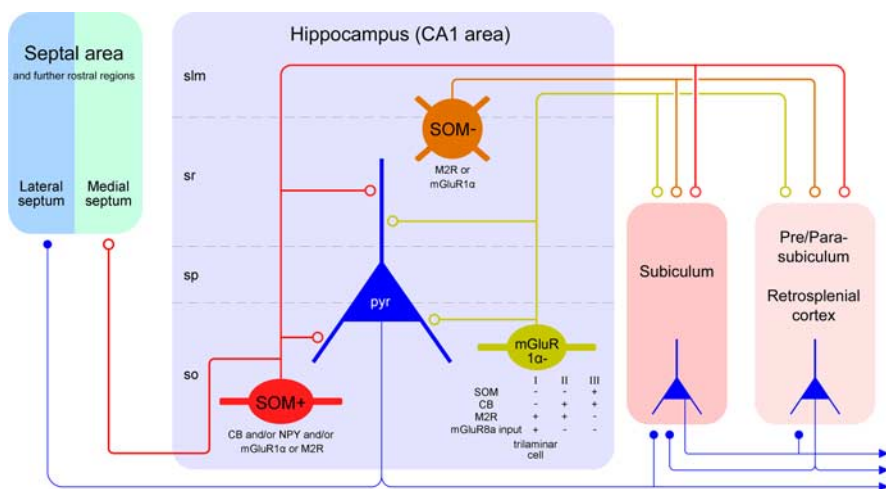 Septal area
and further rostral regions
Lateral
septum
Medial
septum
Hippocampus (CA1 area)
slm
sr
sp
so
SOM-
M2R or
mGluR1α
pyr
SOM+
CB and/or NPY and/or
mGluR1α or M2R
mGluR
1α-
I II III
SOM - - +
CB - + +
M2R + + -
mGluR8a input + - -
trilaminar
cell
Subiculum
Pre/Para-
subiculum
Retrosplenial
cortex